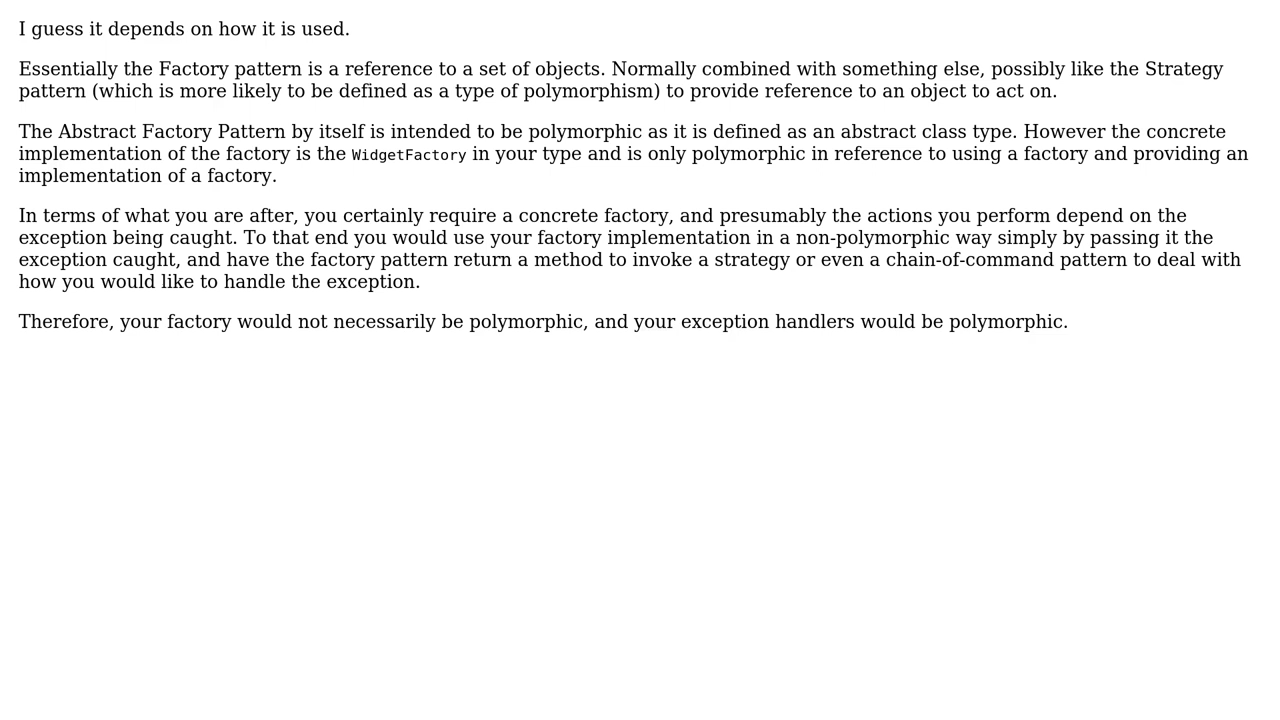 I guess it depends on how it is used.
Essentially the Factory pattern is a reference to a set of objects. Normally combined with something else, possibly like the Strategy
pattern (which is more likely to be defined as a type of polymorphism) to provide reference to an object to act on.
The Abstract Factory Pattern by itself is intended to be polymorphic as it is defined as an abstract class type. However the concrete
implementation of the factory is the WidgetFactory in your type and is only polymorphic in reference to using a factory and providing an
implementation of a factory.
In terms of what you are after, you certainly require a concrete factory, and presumably the actions you perform depend on the
exception being caught. To that end you would use your factory implementation in a non-polymorphic way simply by passing it the
exception caught, and have the factory pattern return a method to invoke a strategy or even a chain-of-command pattern to deal with
how you would like to handle the exception.
Therefore, your factory would not necessarily be polymorphic, and your exception handlers would be polymorphic.